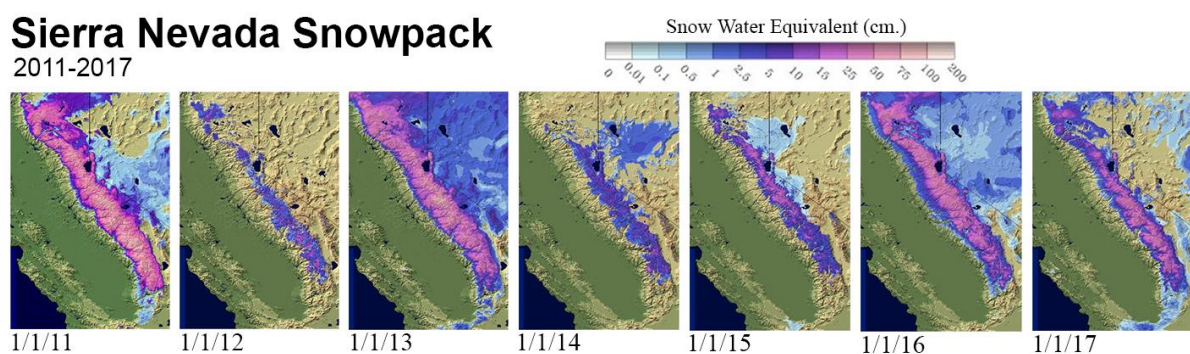 Sierra Nevada Snowpack
2011-2017
Snow Water Equivalent (cm.)
0 0.01 0.1 0.5 1 2.5 5 10 15 25 50 75 100 200
1/1/11 1/1/12 1/1/13 1/1/14 1/1/15 1/1/16 1/1/17